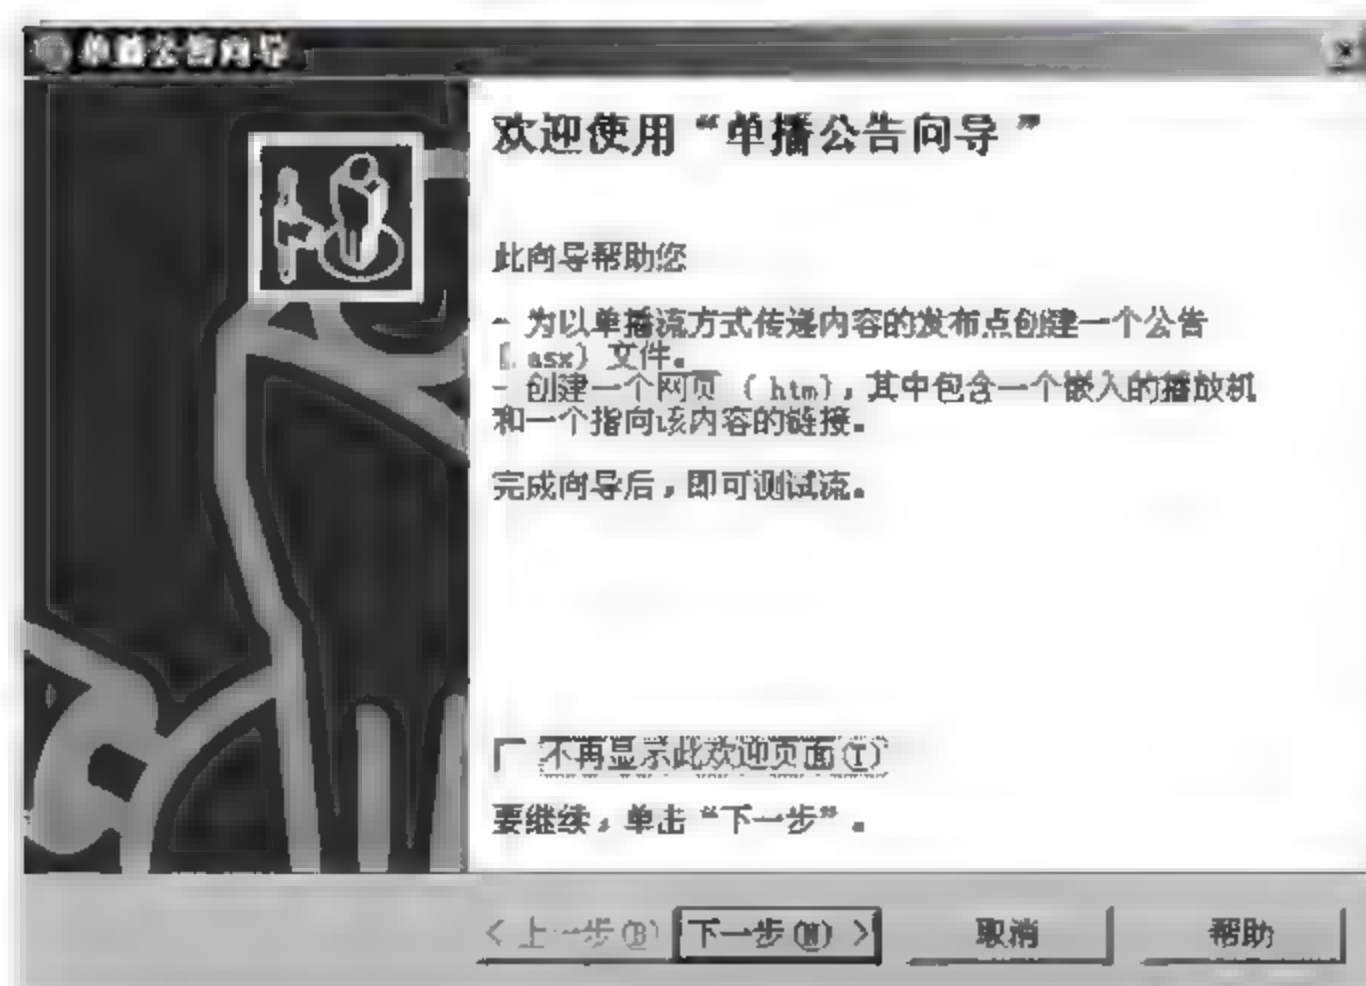 单播公告向导
欢迎使用“单播公告向导”
此向导帮助您
- 为以单播流方式传递内容的发布点创建一个公告
(.asx) 文件。
- 创建一个网页 (.htm)，其中包含一个嵌入的播放机
和一个指向该内容的链接。
完成向导后，即可测试流。
不再显示此欢迎页面(T)
要继续，单击“下一步”。
< 上一步(B) 下一步(N) > 取消 帮助